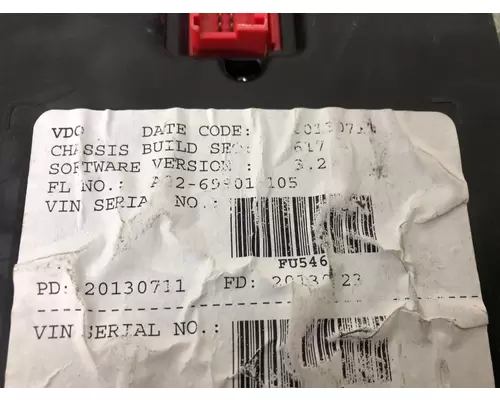 VDO DATE CODE:
CHASSIS BUILD SEQ: 617
SOFTWARE VERSION : 3.2
FL NO.:
VIN SERIAL NO.:
FU546
PD: 20130711 FD:
VIN SERIAL NO.: